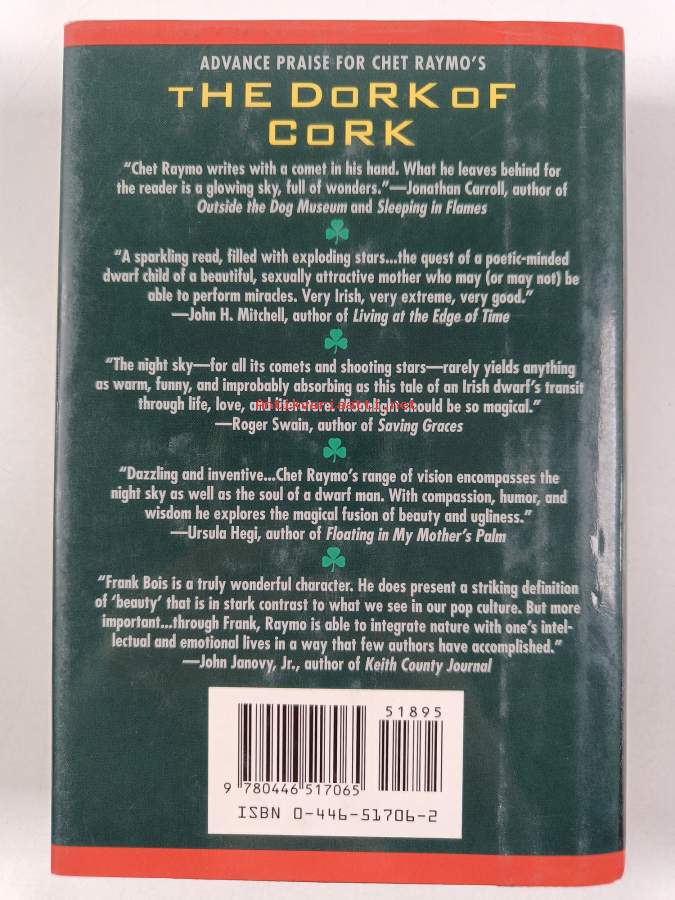 ADVANCE PRAISE FOR CHET RAYMO'S
THE DORK OF
CORK
"Chet Raymo writes with a comet in his hand. What he leaves behind for
the reader is a glowing sky, full of wonders."—Jonathan Carroll, author of
Outside the Dog Museum and Sleeping in Flames
"A sparkling read, filled with exploding stars...the quest of a poetic-minded
dwarf child of a beautiful, sexually attractive mother who may (or may not) be
able to perform miracles. Very Irish, very extreme, very good."
—John H. Mitchell, author of Living at the Edge of Time
"The night sky—for all its comets and shooting stars—rarely yields anything
as warm, funny, and improbably absorbing as this tale of an Irish dwarf's transit
through life, love, and should be so magical."
—Roger Swain, author of Saving Graces
"Dazzling and inventive...Chet Raymo's range of vision encompasses the
night sky as well as the soul of a dwarf man. With compassion, humor, and
wisdom he explores the magical fusion of beauty and ugliness."
—Ursula Hegi, author of Floating in My Mother's Palm
"Frank Bois is a truly wonderful character. He does present a striking definition
of 'beauty' that is in stark contrast to what we see in our pop culture. But more
important...through Frank, Raymo is able to integrate nature with one's intel-
lectual and emotional lives in a way that few authors have accomplished."
—John Janovy, Jr., author of Keith County Journal
51895
9 780446 517065
ISBN 0-446-51706-2